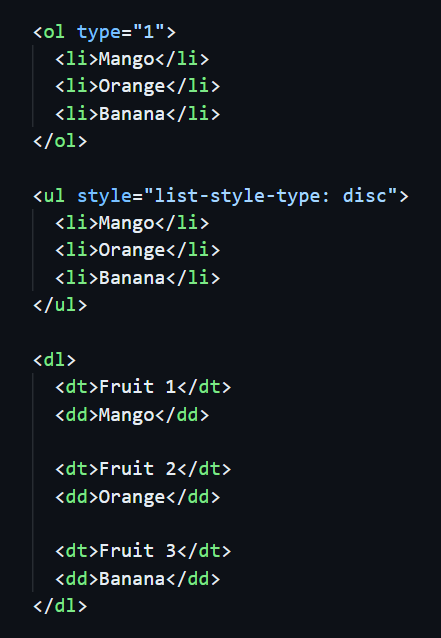 <ol type="1">
  <li>Mango</li>
  <li>Orange</li>
  <li>Banana</li>
</ol>

<ul style="list-style-type: disc">
  <li>Mango</li>
  <li>Orange</li>
  <li>Banana</li>
</ul>

<dl>
  <dt>Fruit 1</dt>
  <dd>Mango</dd>

  <dt>Fruit 2</dt>
  <dd>Orange</dd>

  <dt>Fruit 3</dt>
  <dd>Banana</dd>
</dl>